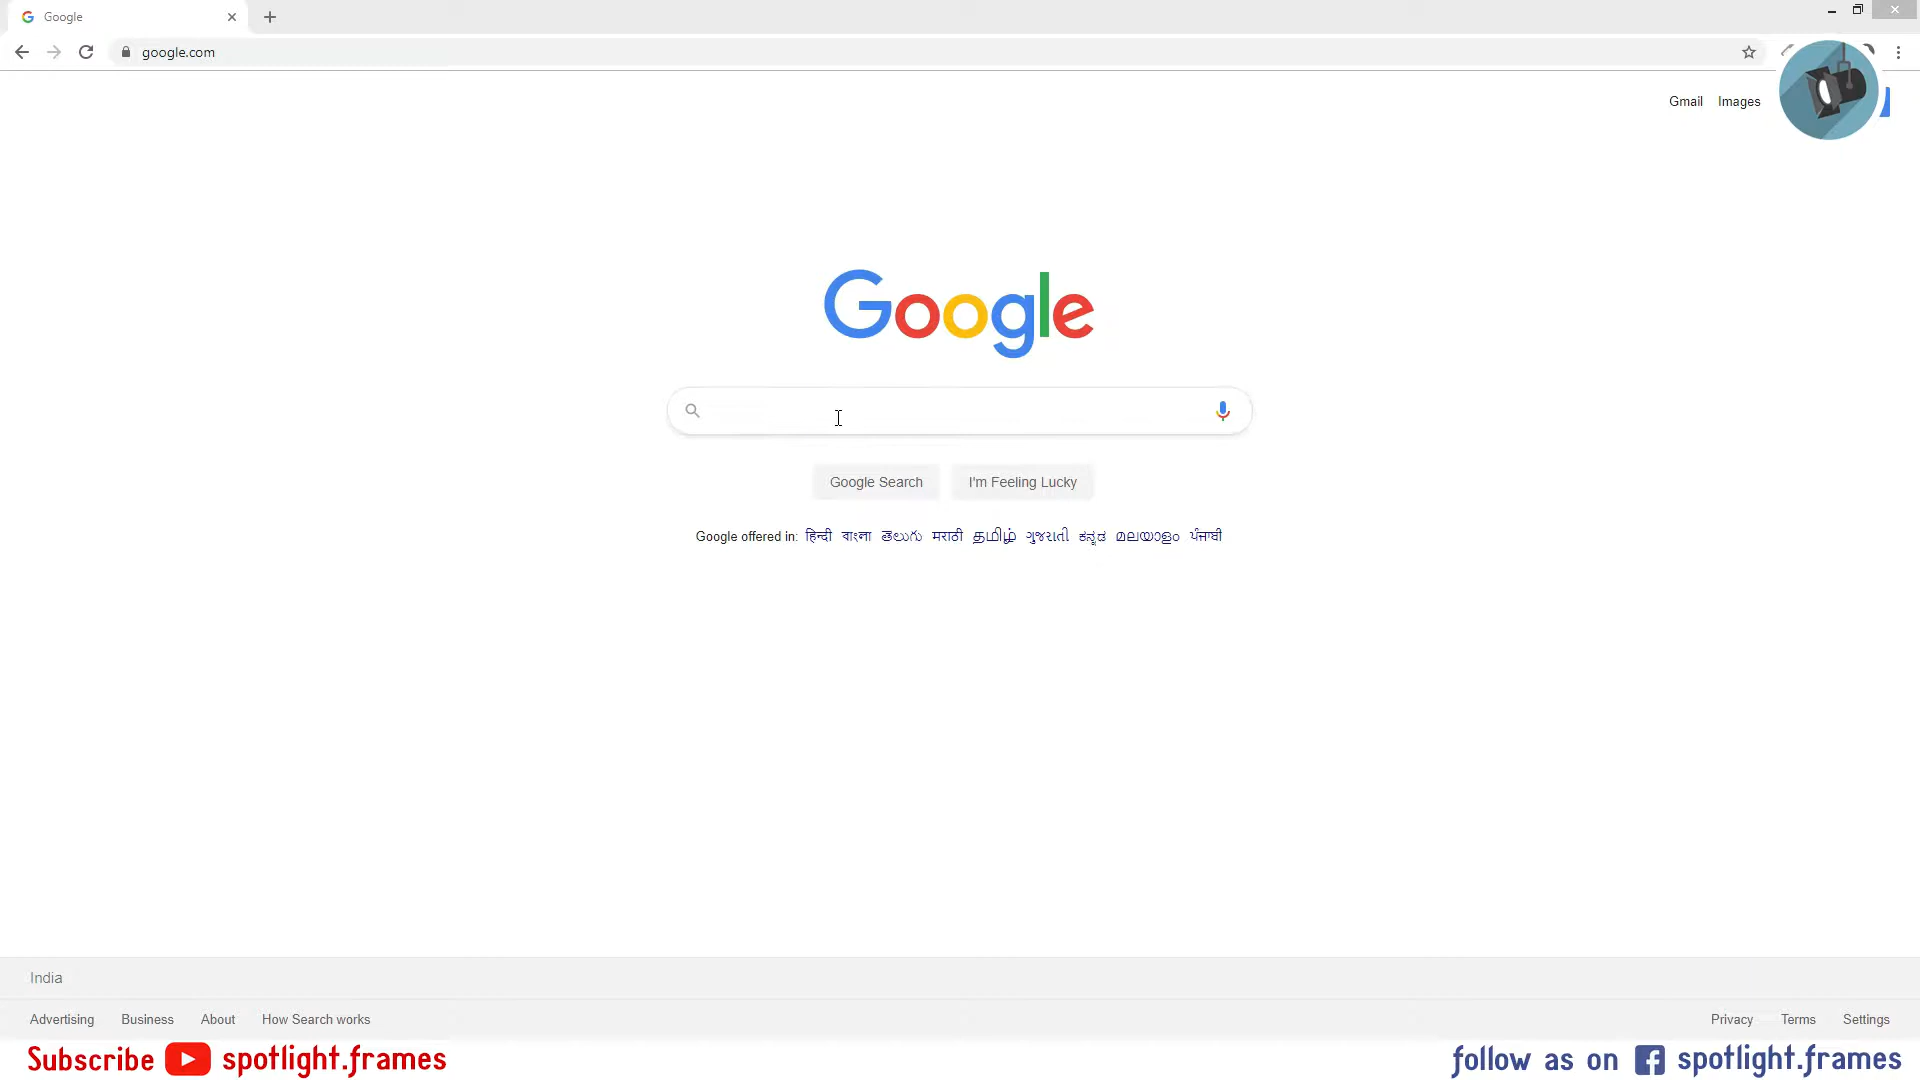 Google
google.com
Gmail Images
Google
Google Search I'm Feeling Lucky
Google offered in: हिन्दी বাংলা తెలుగు मराठी தமிழ் ગુજરાતી ಕನ್ನಡ മലയാളം ਪੰਜਾਬੀ
India
Advertising Business About How Search works Privacy Terms Settings
Subscribe spotlight.frames follow as on spotlight.frames